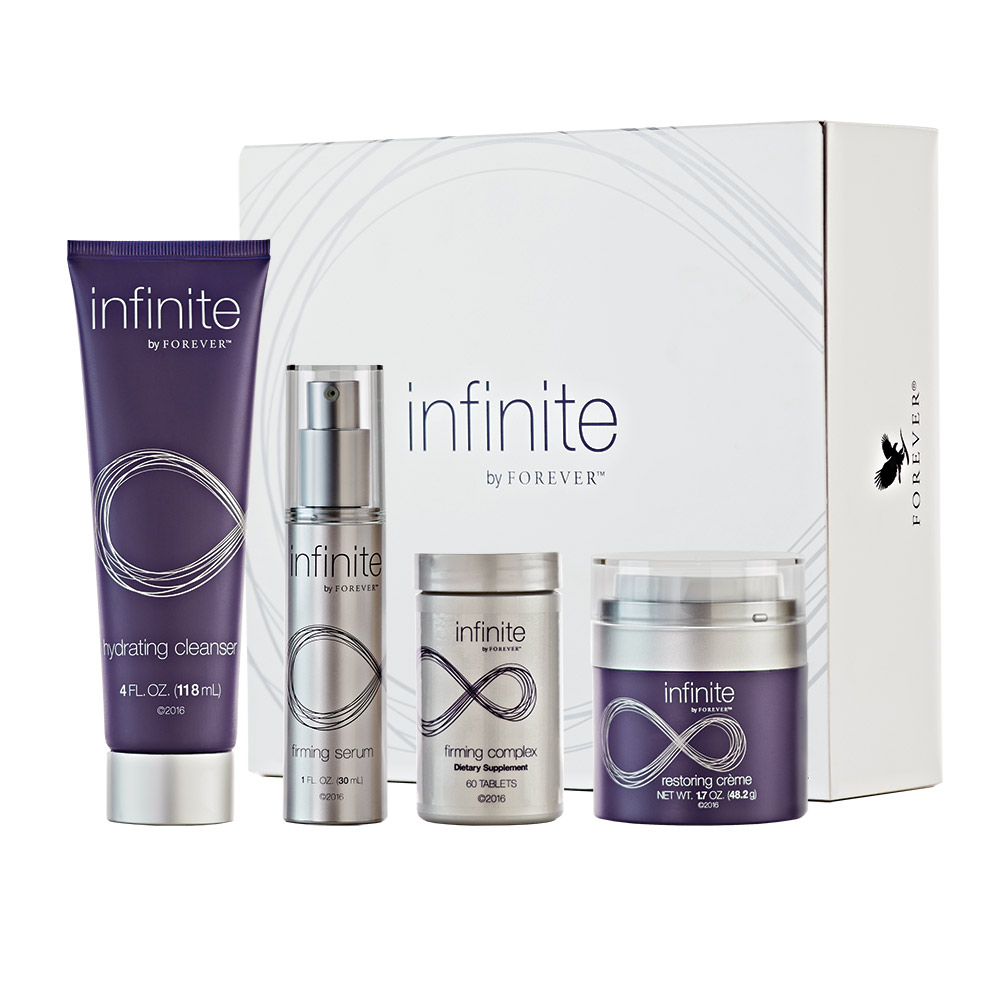 infinite
by FOREVER™
FOREVER®
infinite
by FOREVER™
hydrating cleanser
4 FL. OZ. (118 mL)
©2016
infinite
by FOREVER™
firming serum
1 FL. OZ. (30 mL)
©2016
infinite
by FOREVER™
firming complex
Dietary Supplement
60 TABLETS
©2016
infinite
by FOREVER™
restoring crème
NET WT. 1.7 OZ. (48.2 g)
©2016